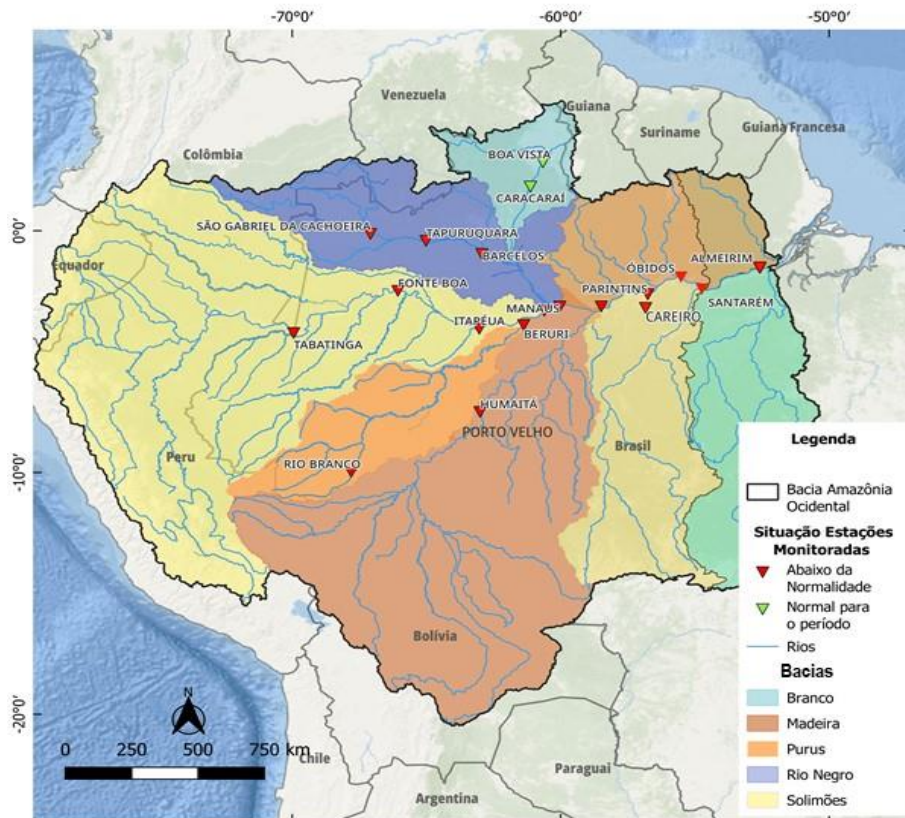 -70°0'
-60°0'
-50°0'
Venezuela
Guiana
Suriname
Guiana Francesa
Colômbia
BOA VISTA
CARACARAÍ
0°0'
SÃO GABRIEL DA CACHOEIRA
TAPURUQUARA
BARCELOS
Equador
FONTE BOA
ÓBIDOS
ALMEIRIM
PARINTINS
MANAUS
SANTARÉM
ITAPÉUA
CAREIRO
BERURI
TABATINGA
HUMAITÁ
PORTO VELHO
Brasil
Peru
RIO BRANCO
-10°0'
Bolívia
-20°0'
N
0 250 500 750 km
Chile
Paraguai
Argentina
Legenda
Bacia Amazônia
Ocidental
Situação Estações
Monitoradas
Abaixo da
Normalidade
Normal para
o período
Rios
Bacias
Branco
Madeira
Purus
Rio Negro
Solimões